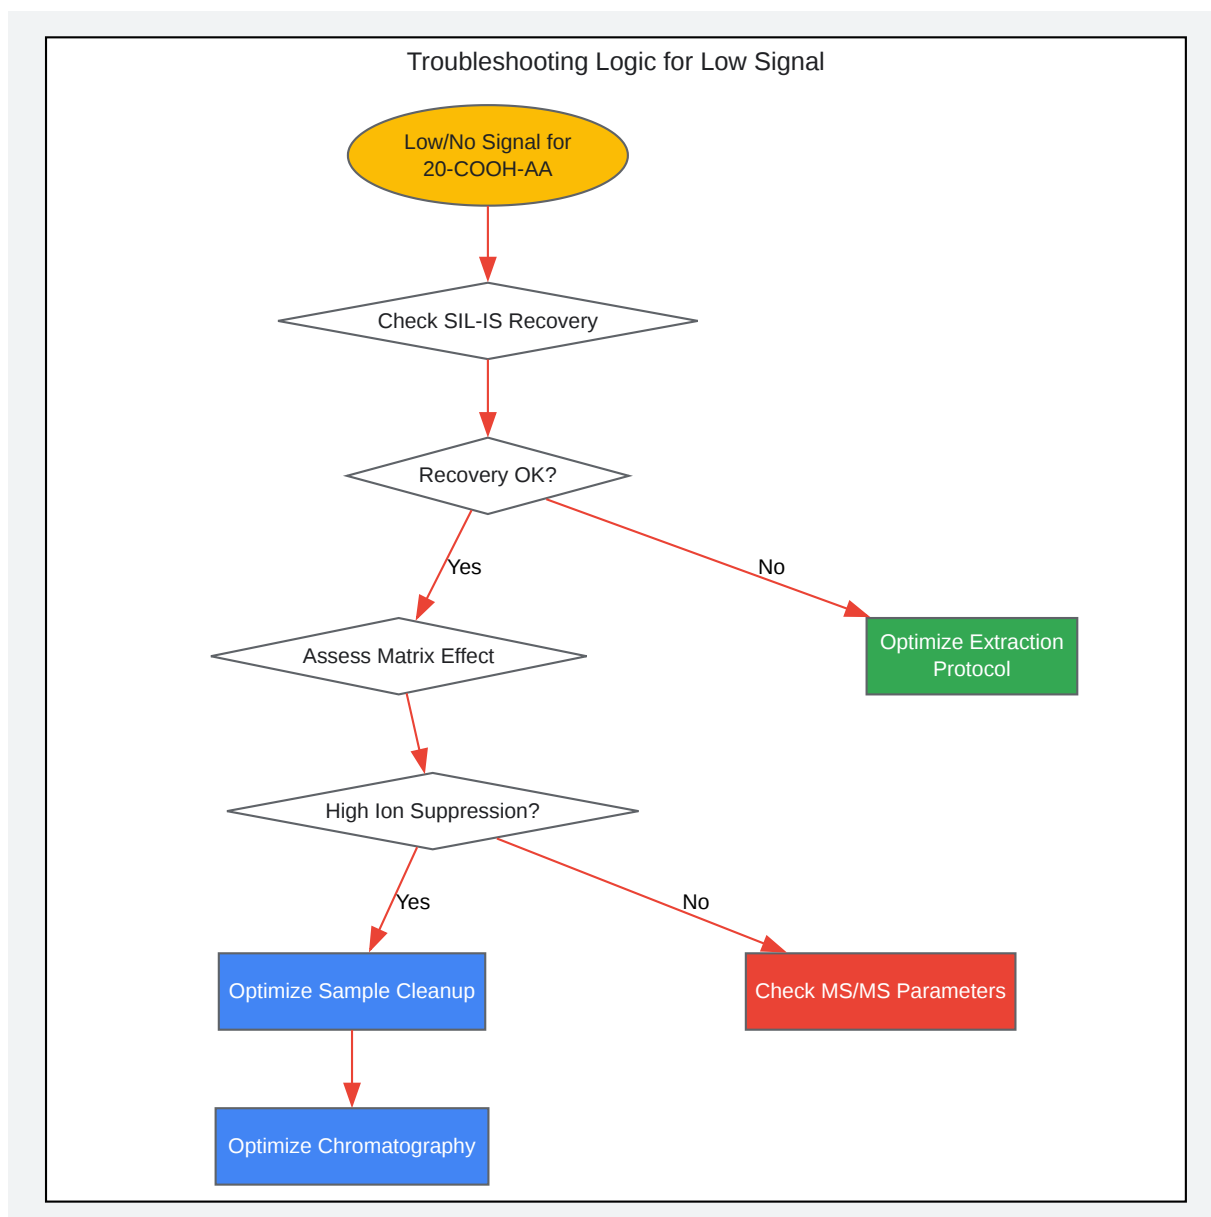 Troubleshooting Logic for Low Signal
Low/No Signal for
20-COOH-AA
Check SIL-IS Recovery
Recovery OK?
Yes
No
Assess Matrix Effect
Optimize Extraction
Protocol
High Ion Suppression?
Yes
No
Optimize Sample Cleanup
Check MS/MS Parameters
Optimize Chromatography